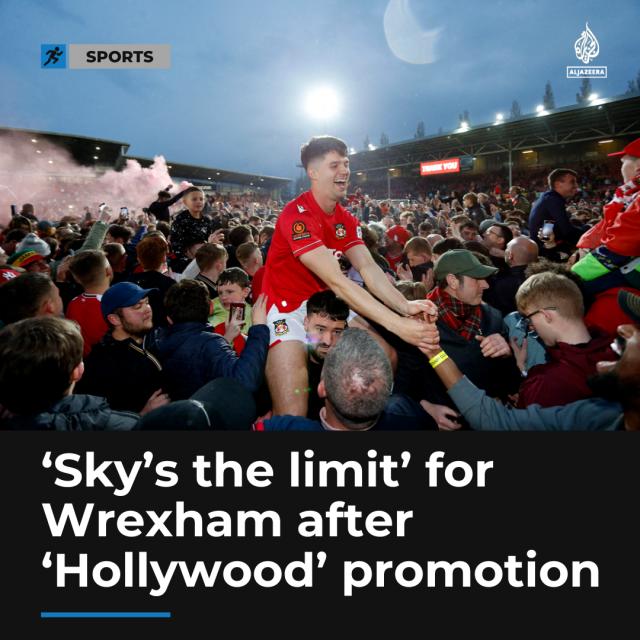 SPORTS
ALJAZEERA
THANK YOU
‘Sky’s the limit’ for
Wrexham after
‘Hollywood’ promotion